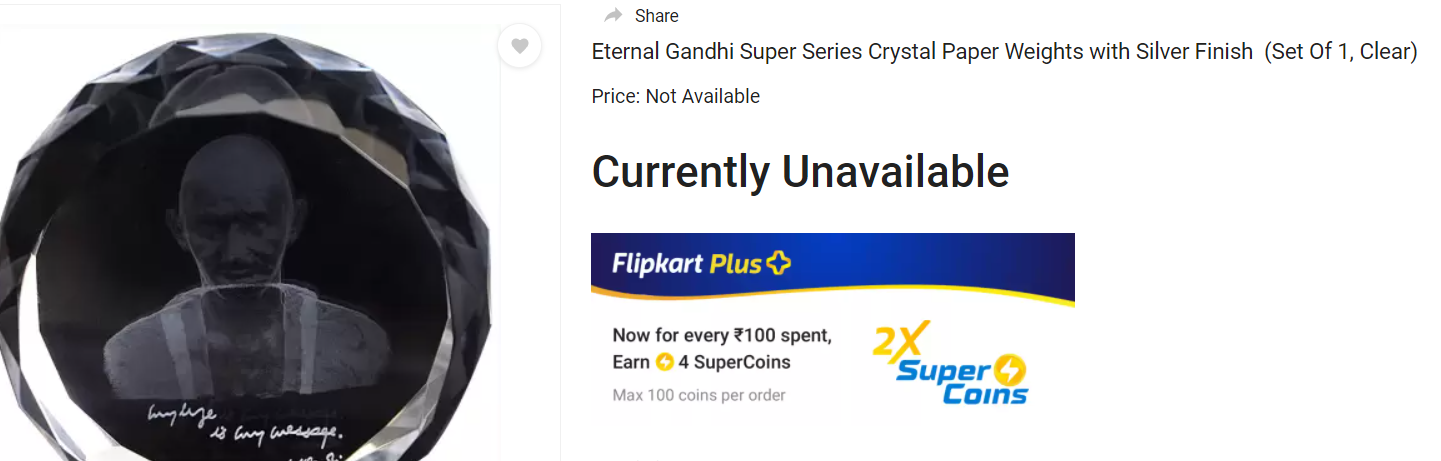 Share
Eternal Gandhi Super Series Crystal Paper Weights with Silver Finish (Set Of 1, Clear)
Price: Not Available
Currently Unavailable
Flipkart Plus
Now for every ₹100 spent,
Earn 4 SuperCoins
Max 100 coins per order
2X
Super
Coins
my life
is my message.